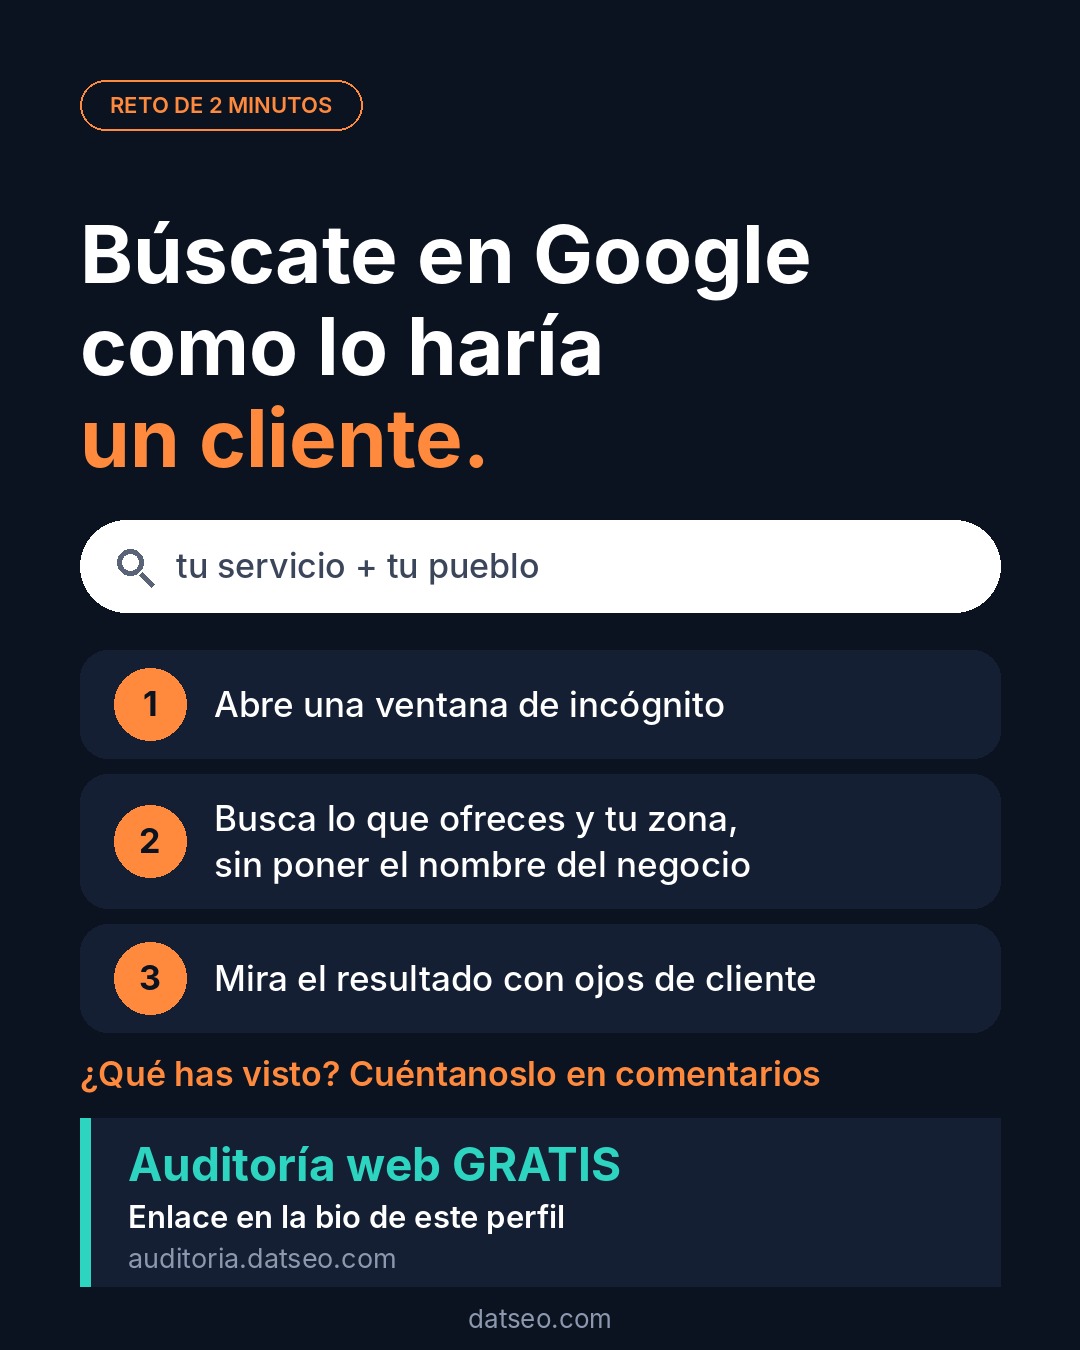 RETO DE 2 MINUTOS
Búscate en Google
como lo haría
un cliente.
tu servicio + tu pueblo
1 Abre una ventana de incógnito
2 Busca lo que ofreces y tu zona,
sin poner el nombre del negocio
3 Mira el resultado con ojos de cliente
¿Qué has visto? Cuéntanoslo en comentarios
Auditoría web GRATIS
Enlace en la bio de este perfil
auditoria.datseo.com
datseo.com